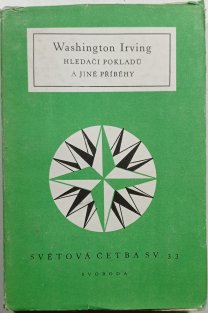 Washington Irving
HLEDAČI POKLADŮ
A JINÉ PŘÍBĚHY
SVĚTOVÁ ČETBA SV. 33
SVOBODA